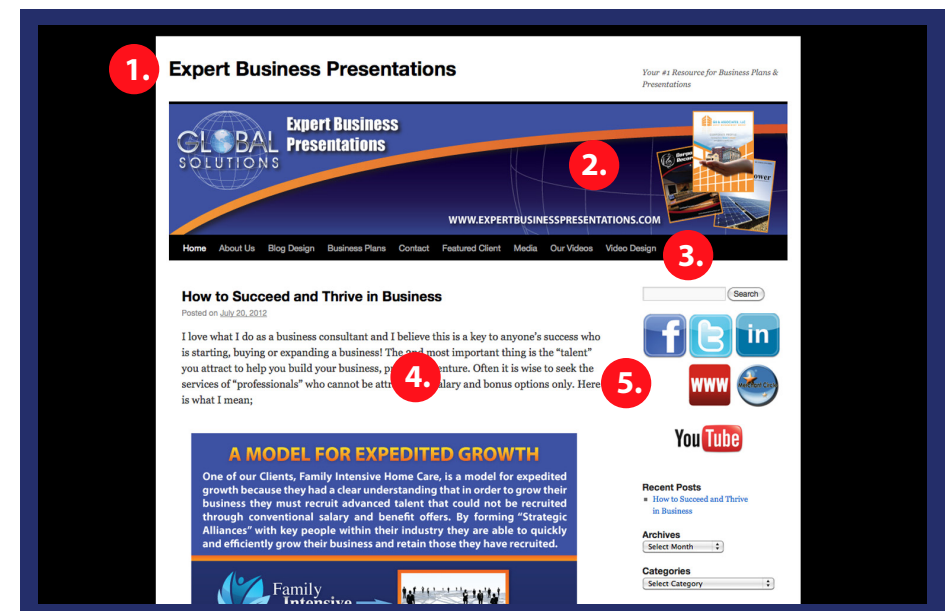 1.
Expert Business Presentations
Your #1 Resource for Business Plans &
Presentations
GLOBAL
SOLUTIONS
Expert Business
Presentations
2.
WWW.EXPERTBUSINESSPRESENTATIONS.COM
Home About Us Blog Design Business Plans Contact Featured Client Media Our Videos Video Design
3.
How to Succeed and Thrive in Business
Posted on July 20, 2012
I love what I do as a business consultant and I believe this is a key to anyone's success who
is starting, buying or expanding a business! The most important thing is the "talent"
you attract to help you build your business, enture. Often it is wise to seek the
services of "professionals" who cannot be alary and bonus options only. Here
is what I mean;
4.
5.
A MODEL FOR EXPEDITED GROWTH
One of our Clients, Family Intensive Home Care, is a model for expedited
growth because they had a clear understanding that in order to grow their
business they must recruit advanced talent that could not be recruited
through conventional salary and benefit offers. By forming "Strategic
Alliances" with key people within their industry they are able to quickly
and efficiently grow their business and retain those they have recruited.
Family
Intensive
Search
f
in
www
Merchant Circle
You Tube
Recent Posts
How to Succeed and Thrive
in Business
Archives
Select Month
Categories
Select Category